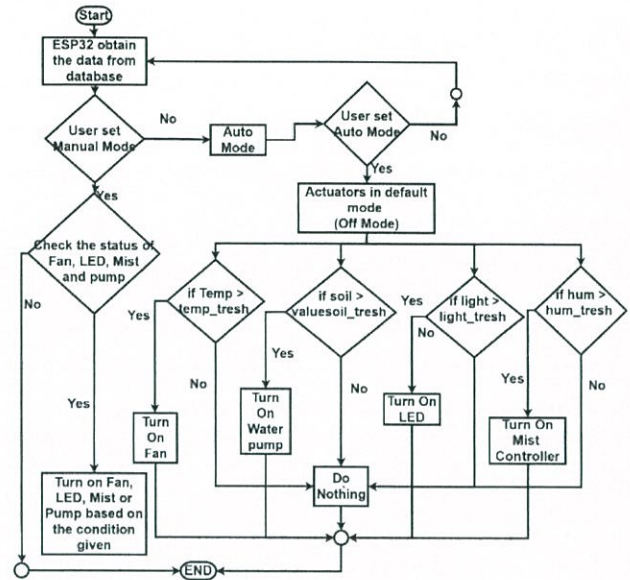 Start
ESP32 obtain
the data from
database
User set
Manual Mode
No
Auto
Mode
User set
Auto Mode
No
Yes
Yes
Actuators in default
mode
(Off Mode)
Check the status of
Fan, LED, Mist
and pump
No
Yes
if Temp >
temp_tresh
Yes
No
Turn
On
Fan
if soil >
valuesoil_tresh
Yes
No
Turn
On
Water
pump
if light >
light_tresh
Yes
No
Turn On
LED
if hum >
hum_tresh
Yes
No
Turn On
Mist
Controller
Turn on Fan,
LED, Mist or
Pump based on
the condition
given
Do
Nothing
END